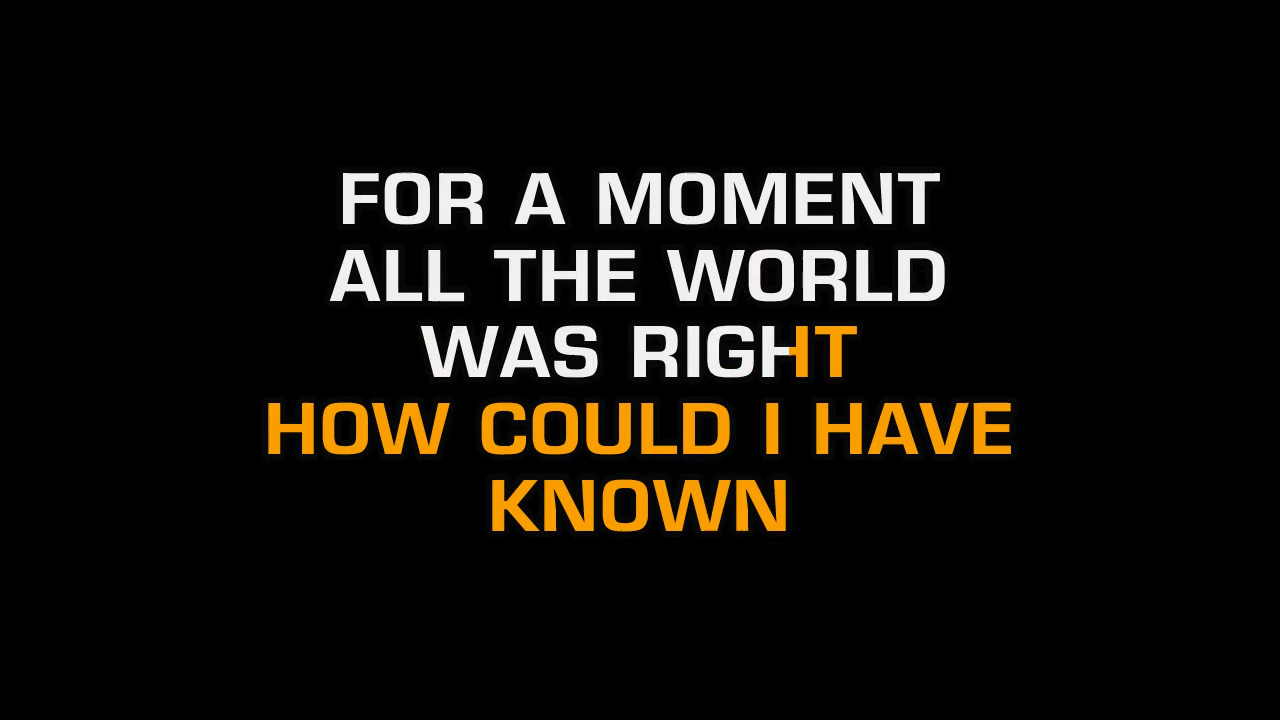 FOR A MOMENT
ALL THE WORLD
WAS RIGHT
HOW COULD I HAVE
KNOWN